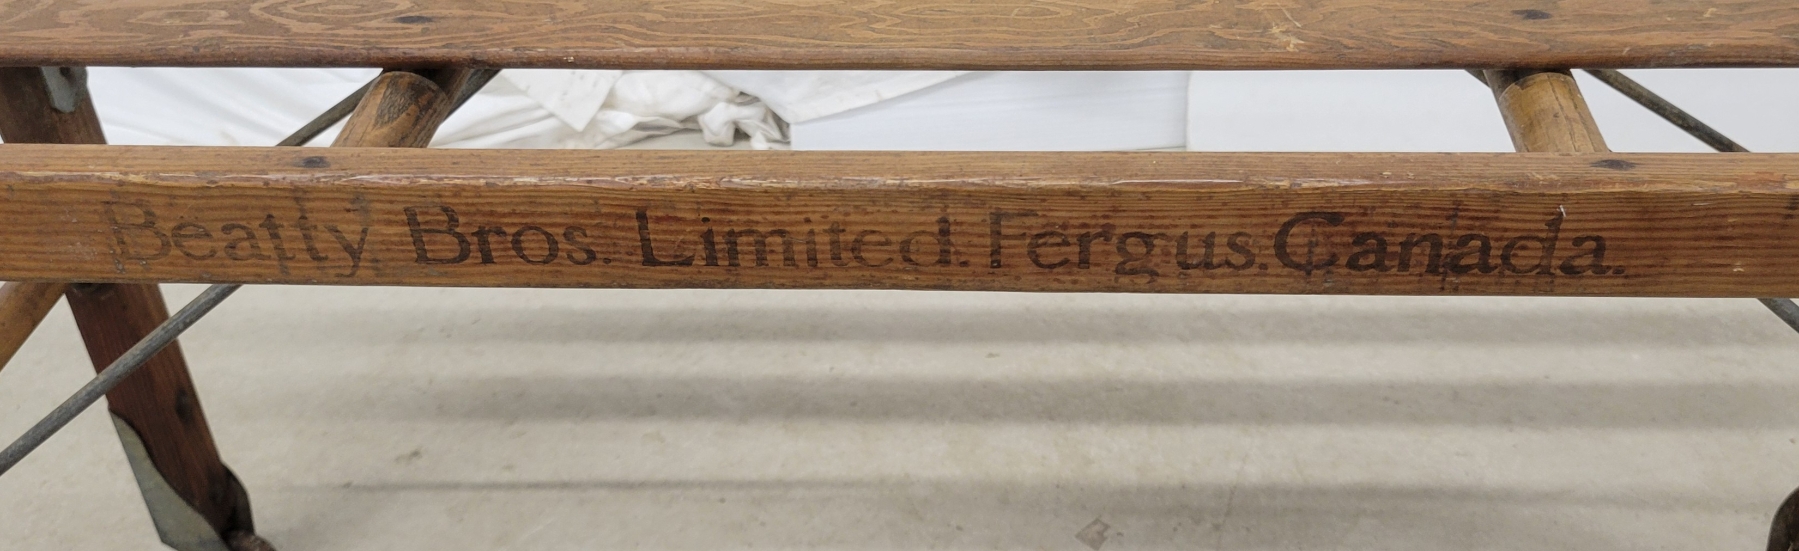 Beatty Bros. Limited. Fergus. Canada.